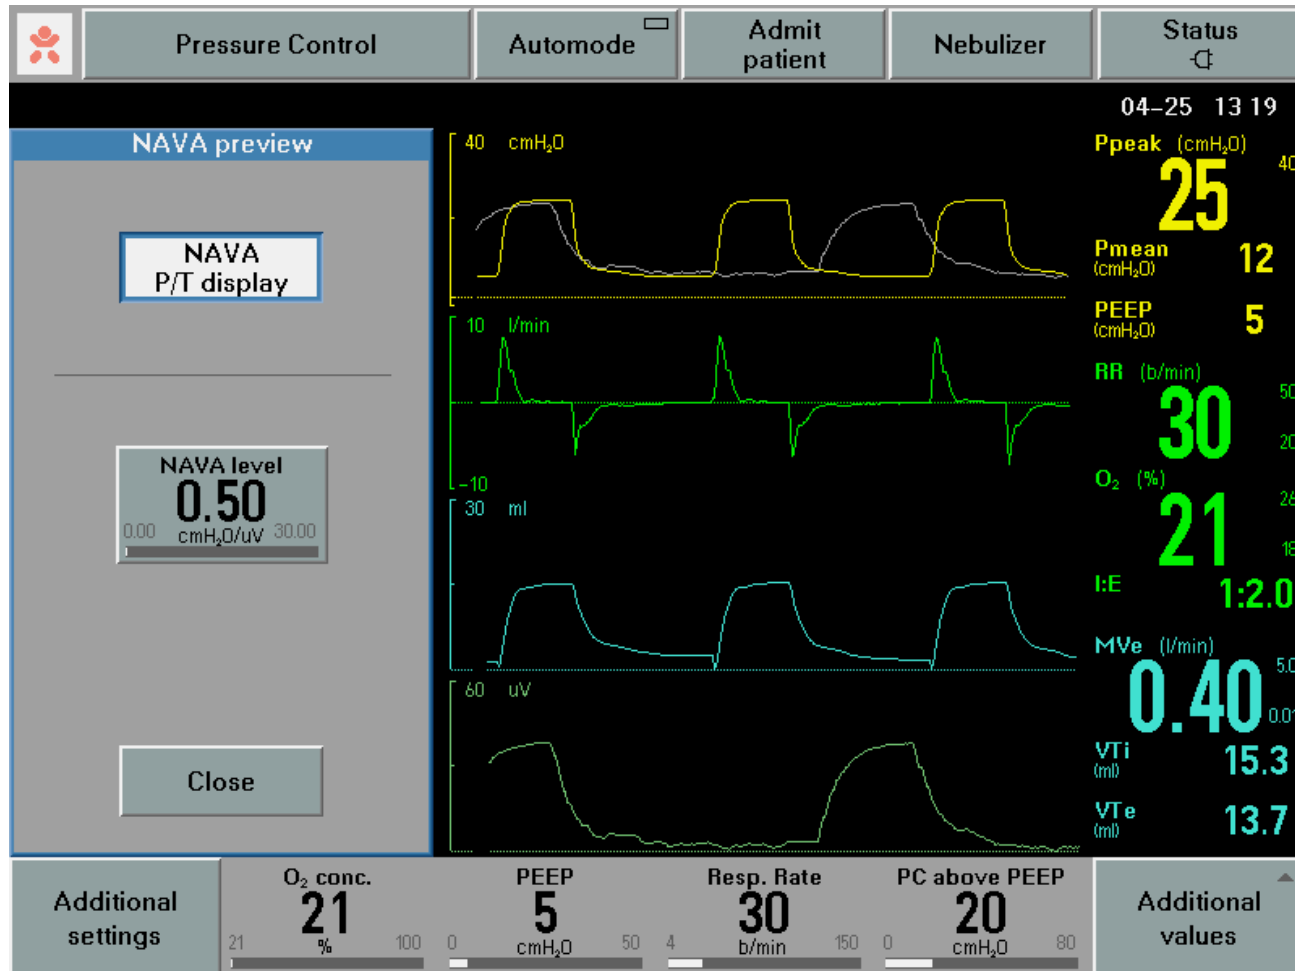 Pressure Control
Automode
Admit
patient
Nebulizer
Status
04-25 13 19
NAVA preview
NAVA
P/T display
NAVA level
0.50
0.00 cmH₂O/uV 30.00
Close
40 cmH₂O
10 l/min
-10
30 ml
60 uV
Ppeak (cmH₂O)
40
25
Pmean
(cmH₂O)
12
PEEP
(cmH₂O)
5
RR (b/min)
50
30
20
O₂ (%)
26
21
18
I:E
1:2.0
MVe (l/min)
5.0
0.40
0.01
VTi
(ml)
15.3
VTe
(ml)
13.7
Additional
settings
O₂ conc.
21
21 % 100
PEEP
5
0 cmH₂O 50
Resp. Rate
30
4 b/min 150
PC above PEEP
20
0 cmH₂O 80
Additional
values